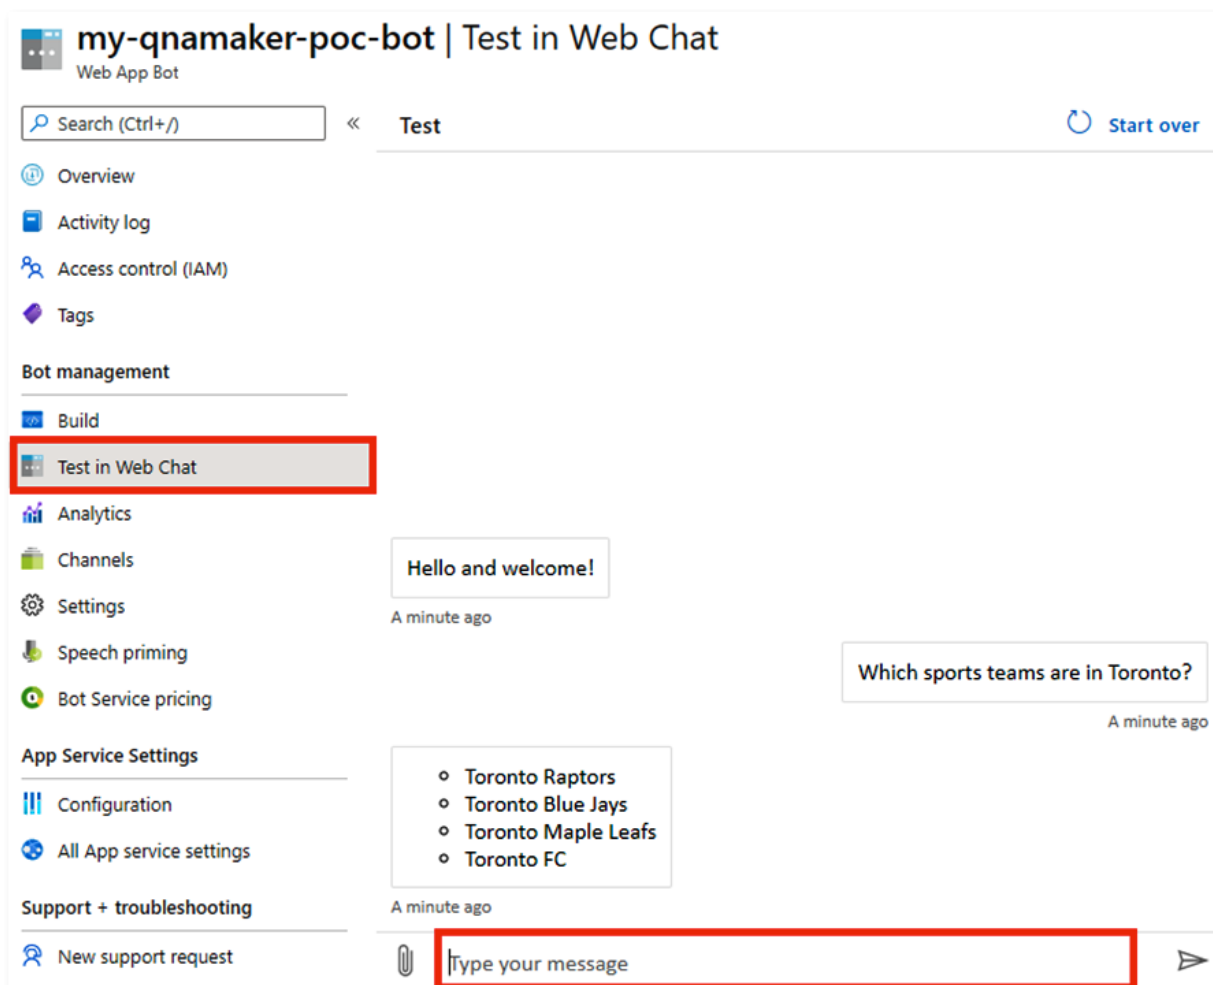 my-qnamaker-poc-bot | Test in Web Chat
Web App Bot
Search (Ctrl+/)
«
Overview
Activity log
Access control (IAM)
Tags
Bot management
Build
Test in Web Chat
Analytics
Channels
Settings
Speech priming
Bot Service pricing
App Service Settings
Configuration
All App service settings
Support + troubleshooting
New support request
Test
Start over
Hello and welcome!
A minute ago
Which sports teams are in Toronto?
A minute ago
Toronto Raptors
Toronto Blue Jays
Toronto Maple Leafs
Toronto FC
A minute ago
Type your message